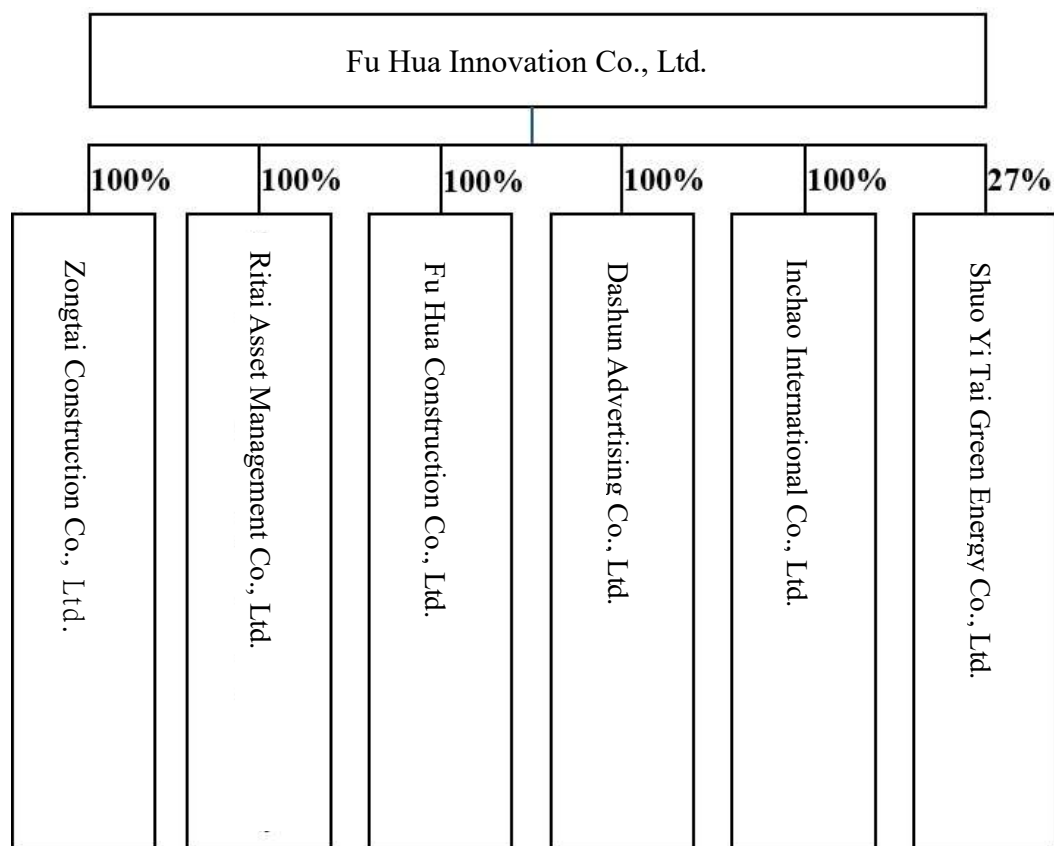 Fu Hua Innovation Co., Ltd.
100%
100%
100%
100%
100%
27%
Zongtai Construction Co., Ltd.
Ritai Asset Management Co., Ltd.
Fu Hua Construction Co., Ltd.
Dashun Advertising Co., Ltd.
Inchao International Co., Ltd.
Shuo Yi Tai Green Energy Co., Ltd.